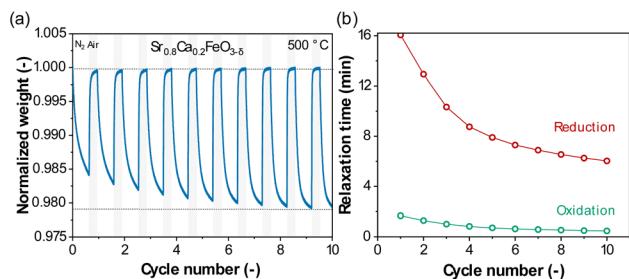 (a)
N2 Air
Sr0.8Ca0.2FeO3-δ
500 °C
Normalized weight (-)
1.005
1.000
0.995
0.990
0.985
0.980
0.975
0 2 4 6 8 10
Cycle number (-)
(b)
Relaxation time (min)
16
12
8
4
0
Reduction
Oxidation
0 2 4 6 8 10
Cycle number (-)